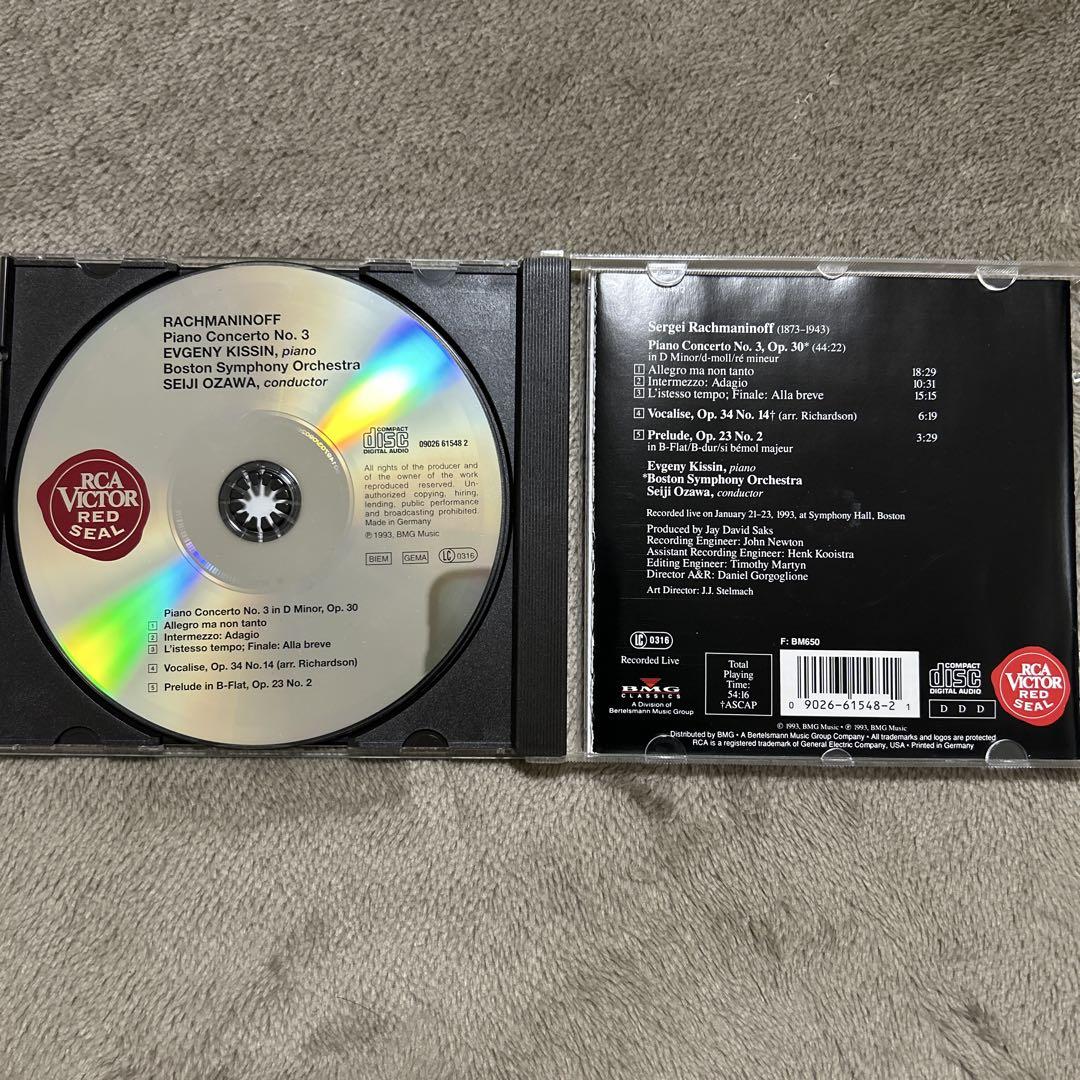 RACHMANINOFF
Piano Concerto No. 3
EVGENY KISSIN, piano
Boston Symphony Orchestra
SEIJI OZAWA, conductor
RCA
VICTOR
RED
SEAL
COMPACT
disc
DIGITAL AUDIO
09026 61548 2
All rights of the producer and
of the owner of the work
reproduced reserved. Un-
authorized copying, hiring,
lending, public performance
and broadcasting prohibited.
Made in Germany
℗ 1993, BMG Music
BIEM
GEMA
LC 0316
Piano Concerto No. 3 in D Minor, Op. 30
1 Allegro ma non tanto
2 Intermezzo: Adagio
3 L'istesso tempo; Finale: Alla breve
4 Vocalise, Op. 34 No. 14 (arr. Richardson)
5 Prelude in B-Flat, Op. 23 No. 2
Sergei Rachmaninoff (1873–1943)
Piano Concerto No. 3, Op. 30* (44:22)
in D Minor/d-moll/ré mineur
1 Allegro ma non tanto 18:29
2 Intermezzo: Adagio 10:31
3 L'istesso tempo; Finale: Alla breve 15:15
4 Vocalise, Op. 34 No. 14† (arr. Richardson) 6:19
5 Prelude, Op. 23 No. 2 3:29
in B-Flat/B-dur/si bémol majeur
Evgeny Kissin, piano
*Boston Symphony Orchestra
Seiji Ozawa, conductor
Recorded live on January 21–23, 1993, at Symphony Hall, Boston
Produced by Jay David Saks
Recording Engineer: John Newton
Assistant Recording Engineer: Henk Kooistra
Editing Engineer: Timothy Martyn
Director A&R: Daniel Gorgoglione
Art Director: J.J. Stelmach
LC 0316
Recorded Live
BMG
CLASSICS
A Division of
Bertelsmann Music Group
Total
Playing
Time:
54:16
†ASCAP
F: BM650
0 9026-61548-2 1
COMPACT
disc
DIGITAL AUDIO
D D D
RCA
VICTOR
RED
SEAL
© 1993, BMG Music • ℗ 1993, BMG Music
Distributed by BMG • A Bertelsmann Music Group Company • All trademarks and logos are protected
RCA is a registered trademark of General Electric Company, USA • Printed in Germany